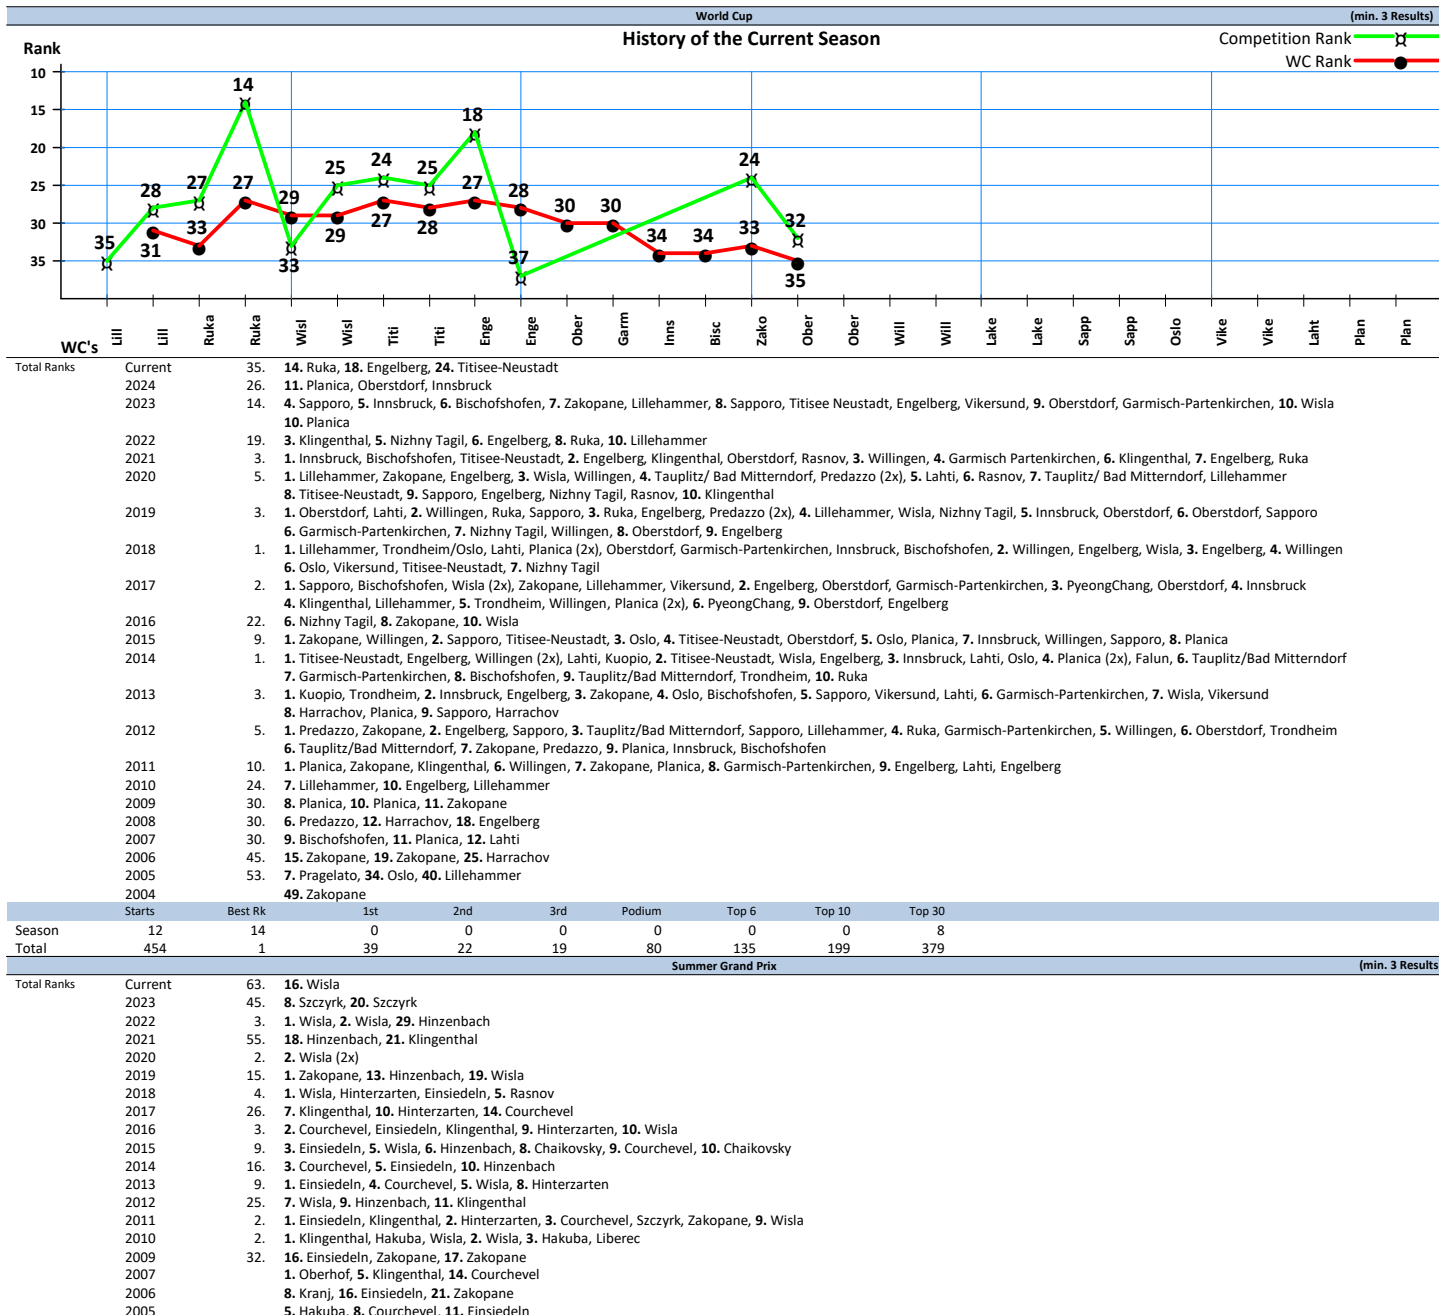 World Cup (min. 3 Results)
History of the Current Season
Rank
Competition Rank
WC Rank
10
15
20
25
30
35
35 28 27 14 33 25 24 25 18 37 24 32
31 33 27 29 29 27 28 27 28 30 30 34 34 33 35
WC's Lill Lill Ruka Ruka Wisl Wisl Titi Titi Enge Enge Ober Garm Inns Bisc Zako Ober Ober Will Will Lake Lake Sapp Sapp Oslo Vike Vike Laht Plan Plan
Total Ranks Current 35. 14. Ruka, 18. Engelberg, 24. Titisee-Neustadt
2024 26. 11. Planica, Oberstdorf, Innsbruck
2023 14. 4. Sapporo, 5. Innsbruck, 6. Bischofshofen, 7. Zakopane, Lillehammer, 8. Sapporo, Titisee Neustadt, Engelberg, Vikersund, 9. Oberstdorf, Garmisch-Partenkirchen, 10. Wisla
10. Planica
2022 19. 3. Klingenthal, 5. Nizhny Tagil, 6. Engelberg, 8. Ruka, 10. Lillehammer
2021 3. 1. Innsbruck, Bischofshofen, Titisee-Neustadt, 2. Engelberg, Klingenthal, Oberstdorf, Rasnov, 3. Willingen, 4. Garmisch Partenkirchen, 6. Klingenthal, 7. Engelberg, Ruka
2020 5. 1. Lillehammer, Zakopane, Engelberg, 3. Wisla, Willingen, 4. Tauplitz/ Bad Mitterndorf, Predazzo (2x), 5. Lahti, 6. Rasnov, 7. Tauplitz/ Bad Mitterndorf, Lillehammer
8. Titisee-Neustadt, 9. Sapporo, Engelberg, Nizhny Tagil, Rasnov, 10. Klingenthal
2019 3. 1. Oberstdorf, Lahti, 2. Willingen, Ruka, Sapporo, 3. Ruka, Engelberg, Predazzo (2x), 4. Lillehammer, Wisla, Nizhny Tagil, 5. Innsbruck, Oberstdorf, 6. Oberstdorf, Sapporo
6. Garmisch-Partenkirchen, 7. Nizhny Tagil, Willingen, 8. Oberstdorf, 9. Engelberg
2018 1. 1. Lillehammer, Trondheim/Oslo, Lahti, Planica (2x), Oberstdorf, Garmisch-Partenkirchen, Innsbruck, Bischofshofen, 2. Willingen, Engelberg, Wisla, 3. Engelberg, 4. Willingen
6. Oslo, Vikersund, Titisee-Neustadt, 7. Nizhny Tagil
2017 2. 1. Sapporo, Bischofshofen, Wisla (2x), Zakopane, Lillehammer, Vikersund, 2. Engelberg, Oberstdorf, Garmisch-Partenkirchen, 3. PyeongChang, Oberstdorf, 4. Innsbruck
4. Klingenthal, Lillehammer, 5. Trondheim, Willingen, Planica (2x), 6. PyeongChang, 9. Oberstdorf, Engelberg
2016 22. 6. Nizhny Tagil, 8. Zakopane, 10. Wisla
2015 9. 1. Zakopane, Willingen, 2. Sapporo, Titisee-Neustadt, 3. Oslo, 4. Titisee-Neustadt, Oberstdorf, 5. Oslo, Planica, 7. Innsbruck, Willingen, Sapporo, 8. Planica
2014 1. 1. Titisee-Neustadt, Engelberg, Willingen (2x), Lahti, Kuopio, 2. Titisee-Neustadt, Wisla, Engelberg, 3. Innsbruck, Lahti, Oslo, 4. Planica (2x), Falun, 6. Tauplitz/Bad Mitterndorf
7. Garmisch-Partenkirchen, 8. Bischofshofen, 9. Tauplitz/Bad Mitterndorf, Trondheim, 10. Ruka
2013 3. 1. Kuopio, Trondheim, 2. Innsbruck, Engelberg, 3. Zakopane, 4. Oslo, Bischofshofen, 5. Sapporo, Vikersund, Lahti, 6. Garmisch-Partenkirchen, 7. Wisla, Vikersund
8. Harrachov, Planica, 9. Sapporo, Harrachov
2012 5. 1. Predazzo, Zakopane, 2. Engelberg, Sapporo, 3. Tauplitz/Bad Mitterndorf, Sapporo, Lillehammer, 4. Ruka, Garmisch-Partenkirchen, 5. Willingen, 6. Oberstdorf, Trondheim
6. Tauplitz/Bad Mitterndorf, 7. Zakopane, Predazzo, 9. Planica, Innsbruck, Bischofshofen
2011 10. 1. Planica, Zakopane, Klingenthal, 6. Willingen, 7. Zakopane, Planica, 8. Garmisch-Partenkirchen, 9. Engelberg, Lahti, Engelberg
2010 24. 7. Lillehammer, 10. Engelberg, Lillehammer
2009 30. 8. Planica, 10. Planica, 11. Zakopane
2008 30. 6. Predazzo, 12. Harrachov, 18. Engelberg
2007 30. 9. Bischofshofen, 11. Planica, 12. Lahti
2006 45. 15. Zakopane, 19. Zakopane, 25. Harrachov
2005 53. 7. Pragelato, 34. Oslo, 40. Lillehammer
2004 49. Zakopane
Starts Best Rk 1st 2nd 3rd Podium Top 6 Top 10 Top 30
Season 12 14 0 0 0 0 0 0 8
Total 454 1 39 22 19 80 135 199 379
Summer Grand Prix (min. 3 Results
Total Ranks Current 63. 16. Wisla
2023 45. 8. Szczyrk, 20. Szczyrk
2022 3. 1. Wisla, 2. Wisla, 29. Hinzenbach
2021 55. 18. Hinzenbach, 21. Klingenthal
2020 2. 2. Wisla (2x)
2019 15. 1. Zakopane, 13. Hinzenbach, 19. Wisla
2018 4. 1. Wisla, Hinterzarten, Einsiedeln, 5. Rasnov
2017 26. 7. Klingenthal, 10. Hinterzarten, 14. Courchevel
2016 3. 2. Courchevel, Einsiedeln, Klingenthal, 9. Hinterzarten, 10. Wisla
2015 9. 3. Einsiedeln, 5. Wisla, 6. Hinzenbach, 8. Chaikovsky, 9. Courchevel, 10. Chaikovsky
2014 16. 3. Courchevel, 5. Einsiedeln, 10. Hinzenbach
2013 9. 1. Einsiedeln, 4. Courchevel, 5. Wisla, 8. Hinterzarten
2012 25. 7. Wisla, 9. Hinzenbach, 11. Klingenthal
2011 2. 1. Einsiedeln, Klingenthal, 2. Hinterzarten, 3. Courchevel, Szczyrk, Zakopane, 9. Wisla
2010 2. 1. Klingenthal, Hakuba, Wisla, 2. Wisla, 3. Hakuba, Liberec
2009 32. 16. Einsiedeln, Zakopane, 17. Zakopane
2007 1. Oberhof, 5. Klingenthal, 14. Courchevel
2006 8. Kranj, 16. Einsiedeln, 21. Zakopane
2005 5. Hakuba, 8. Courchevel, 11. Einsiedeln